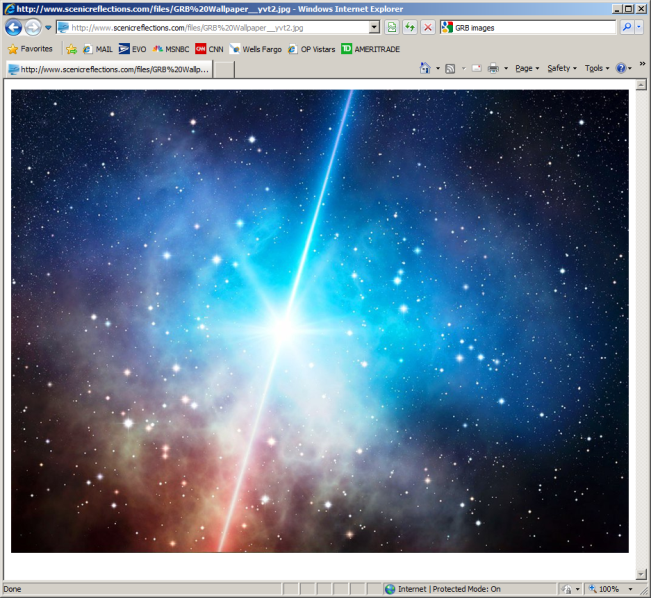 http://www.scenicreflections.com/files/GRB%20Wallpaper__yvt2.jpg - Windows Internet Explorer
http://www.scenicreflections.com/files/GRB%20Wallpaper__yvt2.jpg
GRB images
Favorites MAIL EVO MSNBC CNN Wells Fargo OP Vistars TD AMERITRADE
http://www.scenicreflections.com/files/GRB%20Wallp... Page Safety Tools »
Done Internet | Protected Mode: On 100%